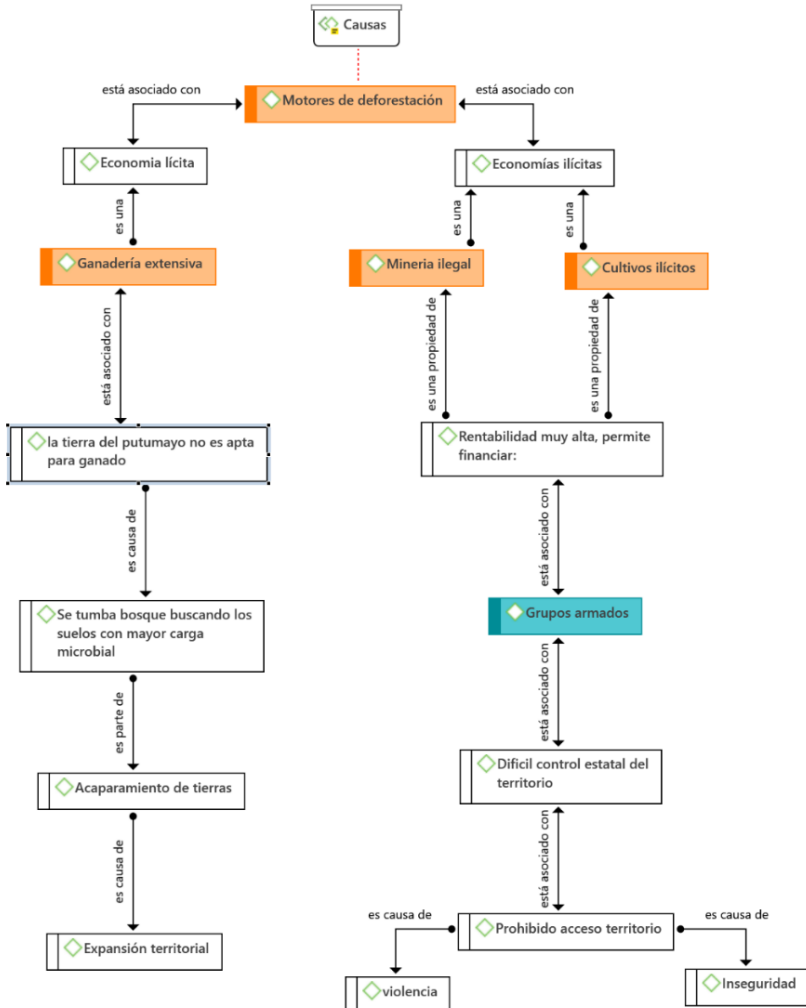 Causas
está asociado con
Motores de deforestación
está asociado con
Economia lícita
Economías ilícitas
es una
es una
es una
Ganadería extensiva
Mineria ilegal
Cultivos ilícitos
está asociado con
es una propiedad de
es una propiedad de
la tierra del putumayo no es apta
para ganado
Rentabilidad muy alta, permite
financiar:
es causa de
está asociado con
Se tumba bosque buscando los
suelos con mayor carga
microbial
Grupos armados
es parte de
está asociado con
Acaparamiento de tierras
Dificil control estatal del
territorio
es causa de
está asociado con
Expansión territorial
es causa de
Prohibido acceso territorio
es causa de
violencia
Inseguridad